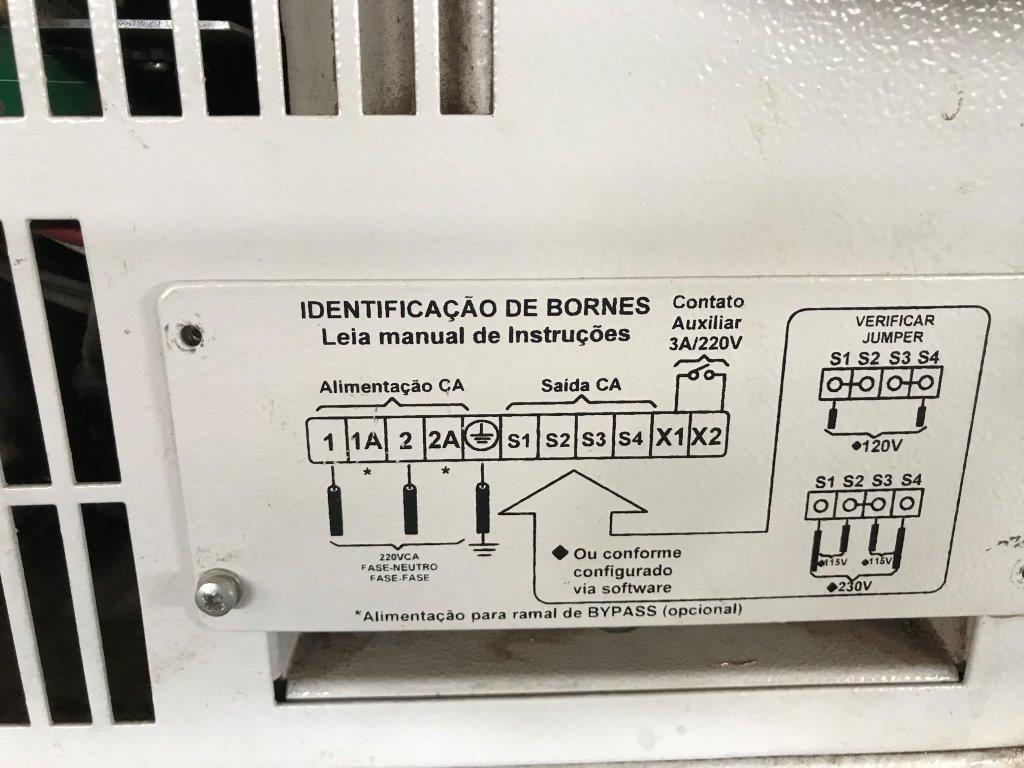 IDENTIFICAÇÃO DE BORNES
Leia manual de Instruções
Contato
Auxiliar
3A/220V
Alimentação CA
Saída CA
1 1A 2 2A S1 S2 S3 S4 X1 X2
* *
220VCA
FASE-NEUTRO
FASE-FASE
◆ Ou conforme
configurado
via software
*Alimentação para ramal de BYPASS (opcional)
VERIFICAR
JUMPER
S1 S2 S3 S4
◆120V
S1 S2 S3 S4
◆115V ◆115V
◆230V